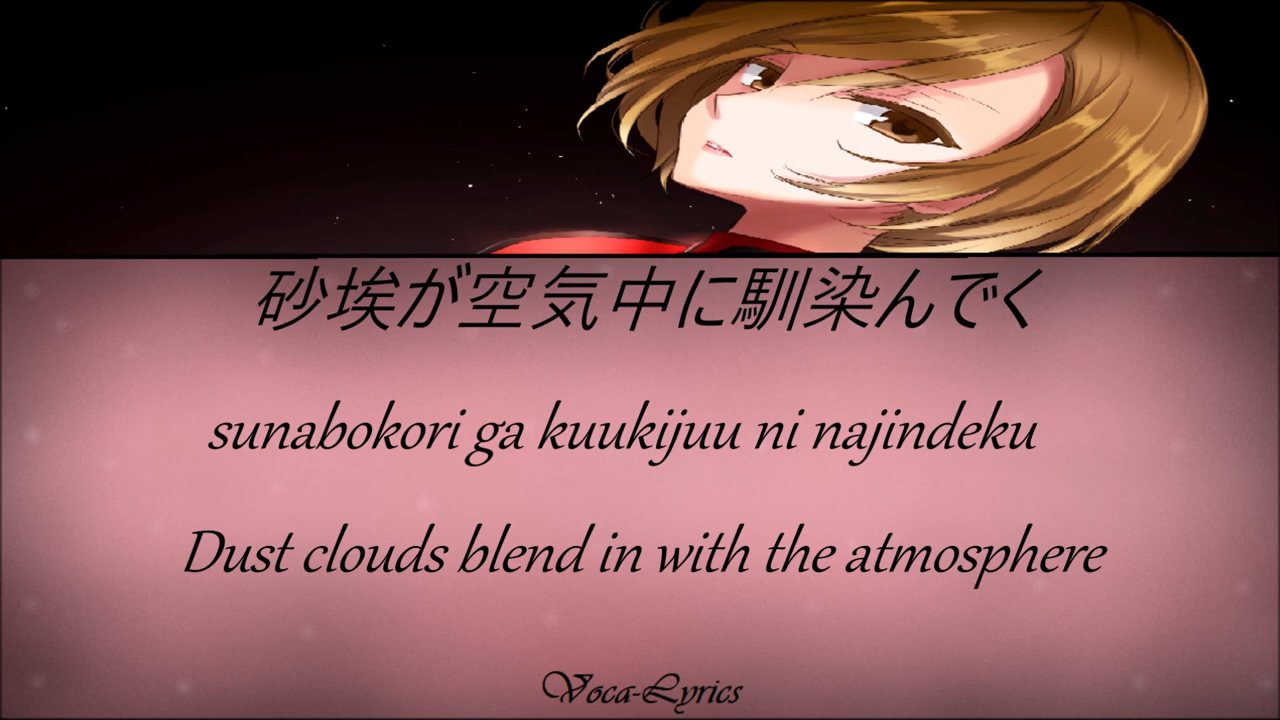 砂埃が空気中に馴染んでく
sunabokori ga kuukijuu ni najindeku
Dust clouds blend in with the atmosphere
Voca-Lyrics